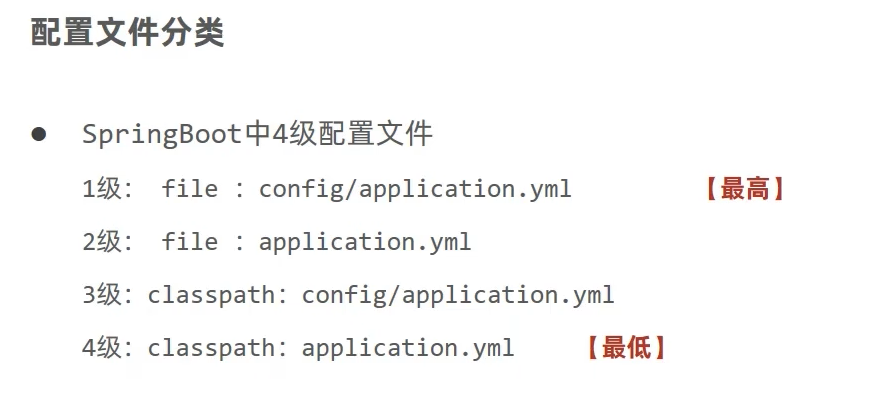 配置文件分类
● SpringBoot中4级配置文件
1级： file ：config/application.yml 【最高】
2级： file ：application.yml
3级：classpath：config/application.yml
4级：classpath：application.yml 【最低】